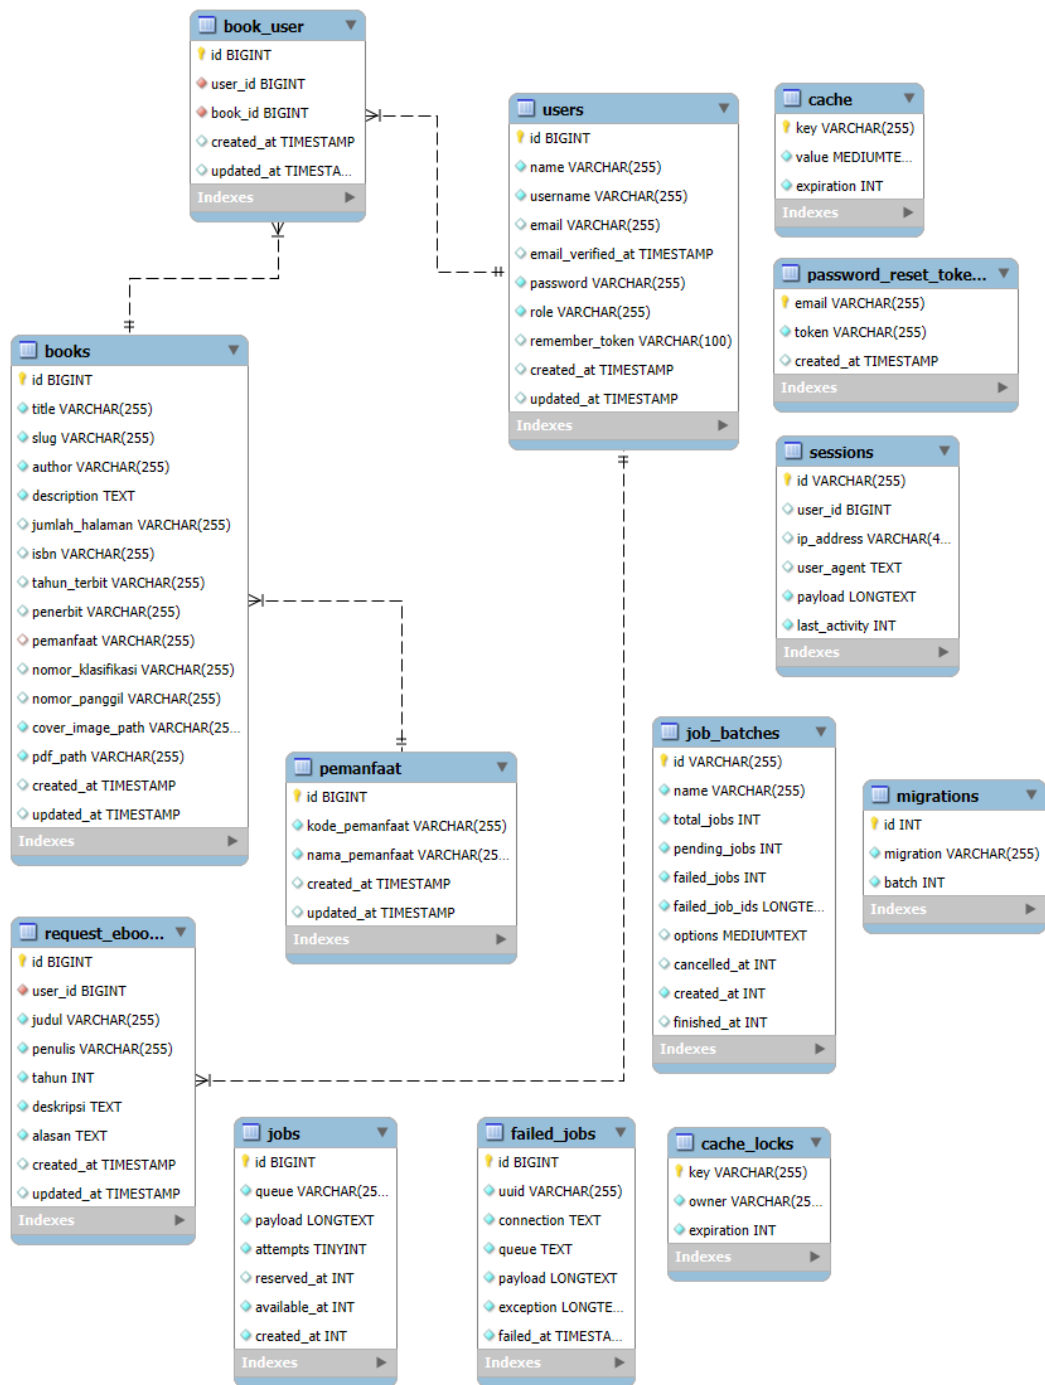 book_user
id BIGINT
user_id BIGINT
book_id BIGINT
created_at TIMESTAMP
updated_at TIMESTA...
Indexes
users
id BIGINT
name VARCHAR(255)
username VARCHAR(255)
email VARCHAR(255)
email_verified_at TIMESTAMP
password VARCHAR(255)
role VARCHAR(255)
remember_token VARCHAR(100)
created_at TIMESTAMP
updated_at TIMESTAMP
Indexes
cache
key VARCHAR(255)
value MEDIUMTE...
expiration INT
Indexes
password_reset_toke...
email VARCHAR(255)
token VARCHAR(255)
created_at TIMESTAMP
Indexes
books
id BIGINT
title VARCHAR(255)
slug VARCHAR(255)
author VARCHAR(255)
description TEXT
jumlah_halaman VARCHAR(255)
isbn VARCHAR(255)
tahun_terbit VARCHAR(255)
penerbit VARCHAR(255)
pemanfaat VARCHAR(255)
nomor_klasifikasi VARCHAR(255)
nomor_panggil VARCHAR(255)
cover_image_path VARCHAR(25...
pdf_path VARCHAR(255)
created_at TIMESTAMP
updated_at TIMESTAMP
Indexes
sessions
id VARCHAR(255)
user_id BIGINT
ip_address VARCHAR(4...
user_agent TEXT
payload LONGTEXT
last_activity INT
Indexes
pemanfaat
id BIGINT
kode_pemanfaat VARCHAR(255)
nama_pemanfaat VARCHAR(25...
created_at TIMESTAMP
updated_at TIMESTAMP
Indexes
job_batches
id VARCHAR(255)
name VARCHAR(255)
total_jobs INT
pending_jobs INT
failed_jobs INT
failed_job_ids LONGTE...
options MEDIUMTEXT
cancelled_at INT
created_at INT
finished_at INT
Indexes
migrations
id INT
migration VARCHAR(255)
batch INT
Indexes
request_eboo...
id BIGINT
user_id BIGINT
judul VARCHAR(255)
penulis VARCHAR(255)
tahun INT
deskripsi TEXT
alasan TEXT
created_at TIMESTAMP
updated_at TIMESTAMP
Indexes
jobs
id BIGINT
queue VARCHAR(25...
payload LONGTEXT
attempts TINYINT
reserved_at INT
available_at INT
created_at INT
Indexes
failed_jobs
id BIGINT
uuid VARCHAR(255)
connection TEXT
queue TEXT
payload LONGTEXT
exception LONGTE...
failed_at TIMESTA...
Indexes
cache_locks
key VARCHAR(255)
owner VARCHAR(25...
expiration INT
Indexes